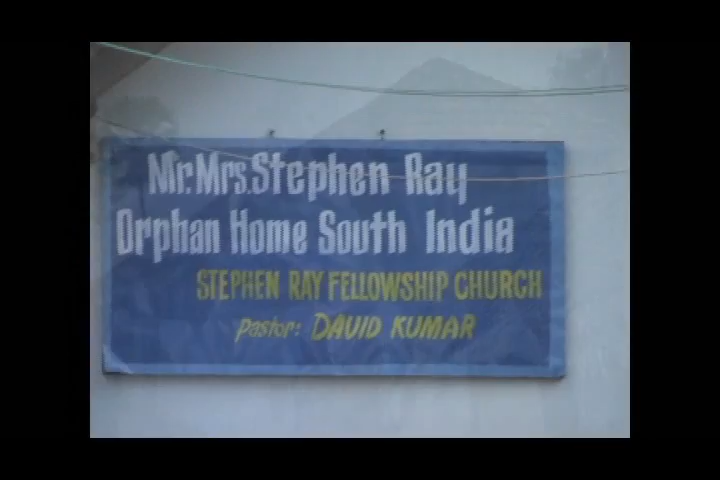 Mr.Mrs.Stephen Ray
Orphan Home South India
STEPHEN RAY FELLOWSHIP CHURCH
pastor: DAVID KUMAR